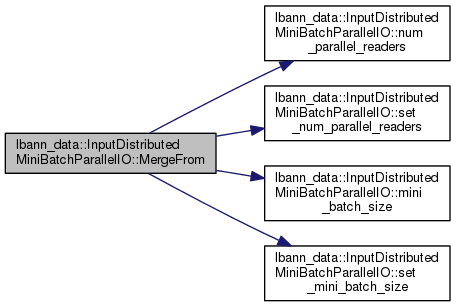 lbann_data::InputDistributed
MiniBatchParallelIO::MergeFrom
lbann_data::InputDistributed
MiniBatchParallelIO::num
_parallel_readers
lbann_data::InputDistributed
MiniBatchParallelIO::set
_num_parallel_readers
lbann_data::InputDistributed
MiniBatchParallelIO::mini
_batch_size
lbann_data::InputDistributed
MiniBatchParallelIO::set
_mini_batch_size